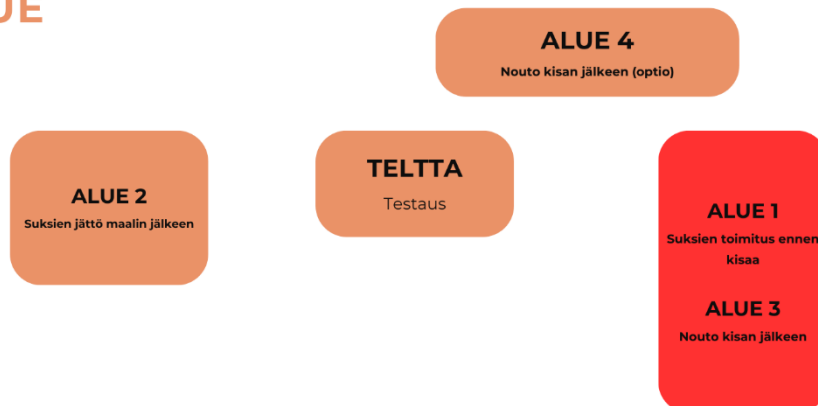 UE
ALUE 4
Nouto kisan jälkeen (optio)
TELTTA
Testaus
ALUE 2
Suksien jättö maalin jälkeen
ALUE 1
Suksien toimitus ennen
kisaa
ALUE 3
Nouto kisan jälkeen